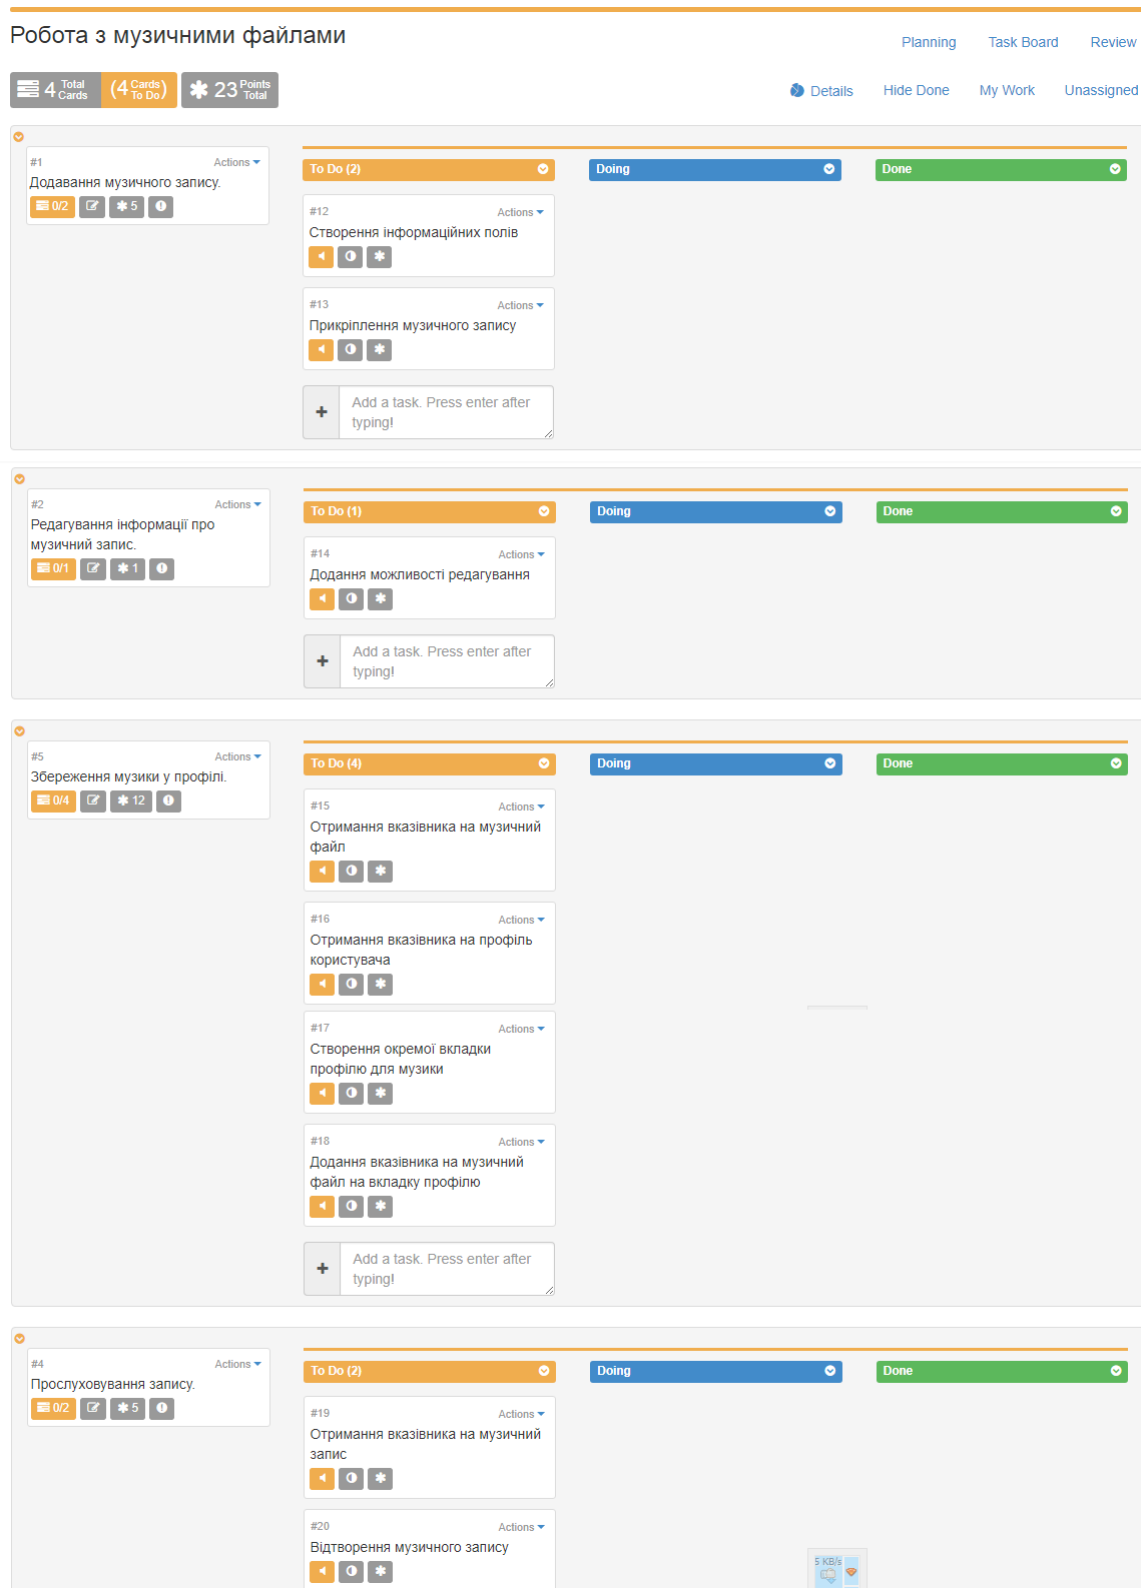 Робота з музичними файлами
Planning Task Board Review
4 Total Cards (4 Cards To Do) 23 Points Total
Details Hide Done My Work Unassigned
#1 Actions
Додавання музичного запису.
0/2 5
To Do (2) Doing Done
#12 Actions
Створення інформаційних полів
#13 Actions
Прикріплення музичного запису
Add a task. Press enter after
typing!
#2 Actions
Редагування інформації про
музичний запис.
0/1 1
To Do (1) Doing Done
#14 Actions
Додання можливості редагування
Add a task. Press enter after
typing!
#5 Actions
Збереження музики у профілі.
0/4 12
To Do (4) Doing Done
#15 Actions
Отримання вказівника на музичний
файл
#16 Actions
Отримання вказівника на профіль
користувача
#17 Actions
Створення окремої вкладки
профілю для музики
#18 Actions
Додання вказівника на музичний
файл на вкладку профілю
Add a task. Press enter after
typing!
#4 Actions
Прослуховування запису.
0/2 5
To Do (2) Doing Done
#19 Actions
Отримання вказівника на музичний
запис
#20 Actions
Відтворення музичного запису
5 KB/s